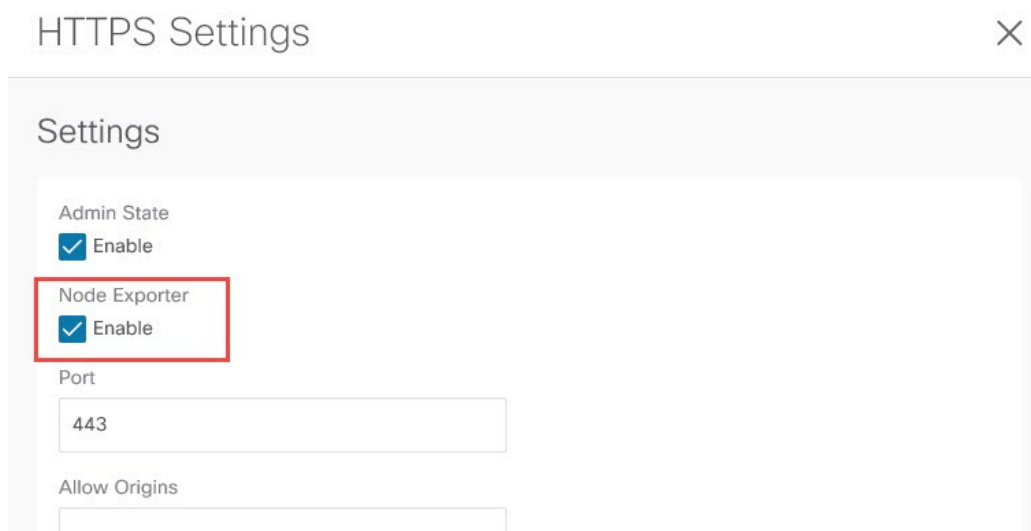 HTTPS Settings
Settings
Admin State
Enable
Node Exporter
Enable
Port
443
Allow Origins